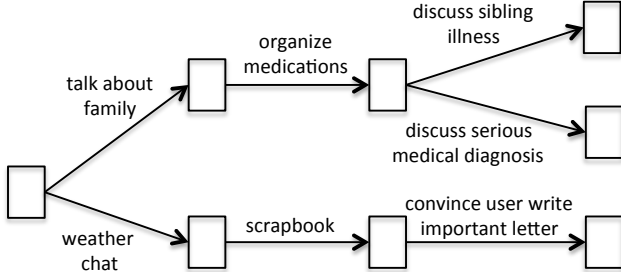 discuss sibling
illness
organize
medications
talk about
family
discuss serious
medical diagnosis
weather
chat
scrapbook
convince user write
important letter